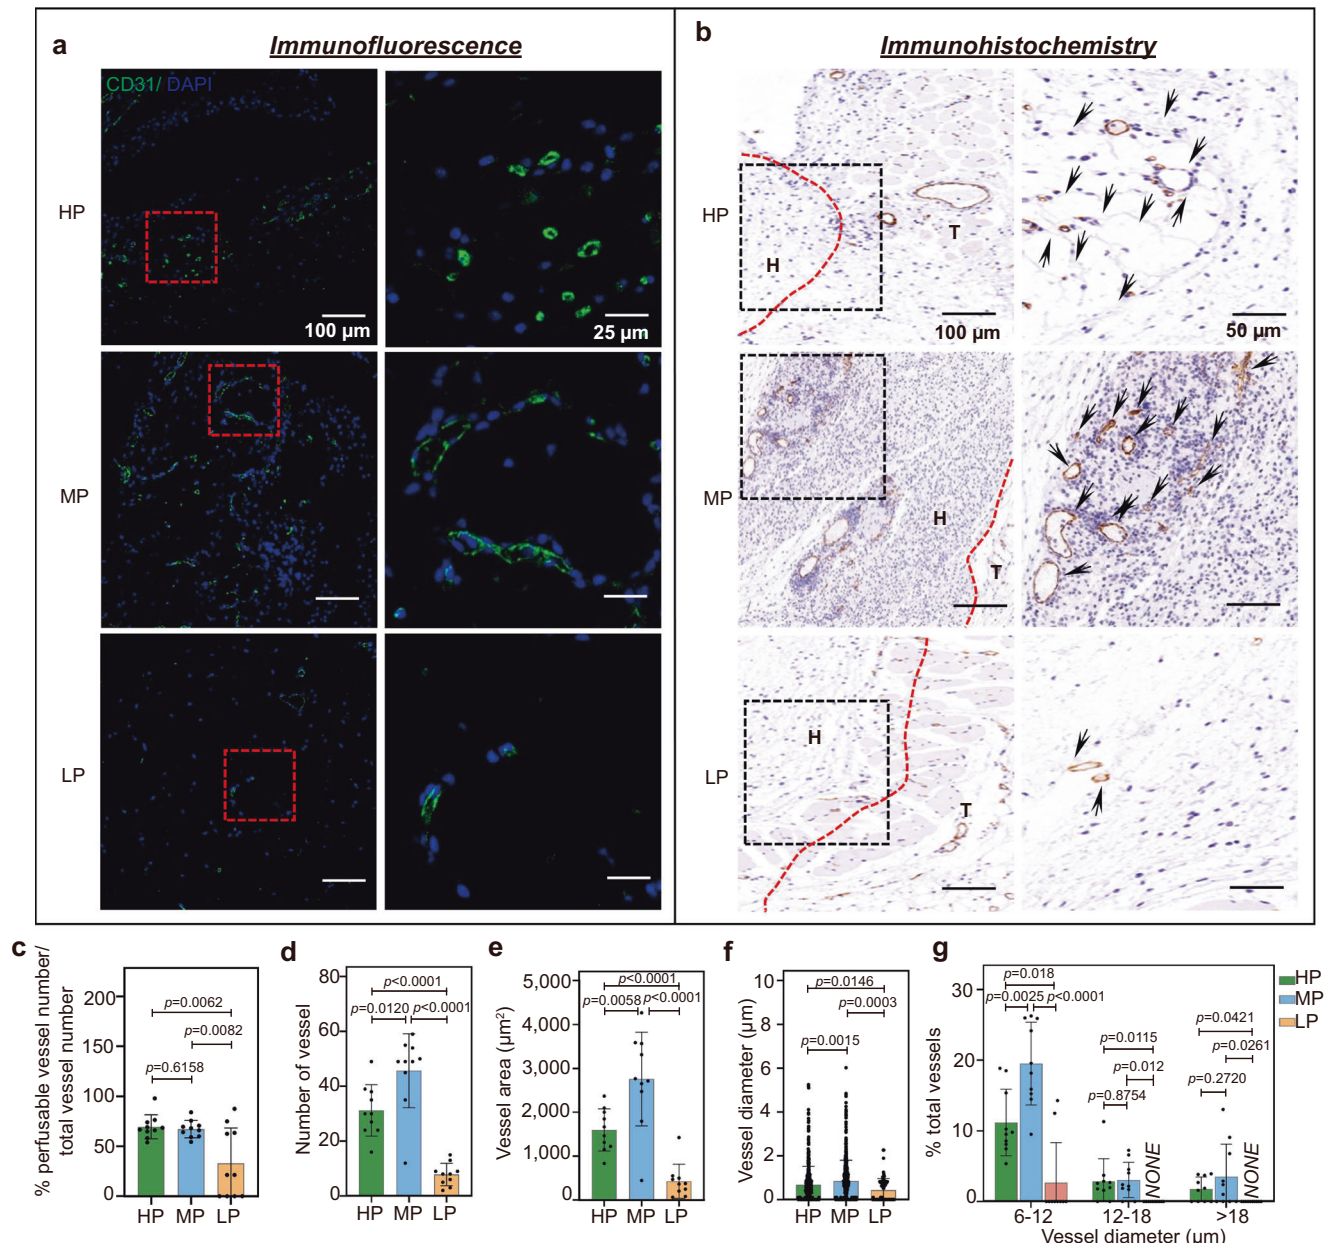 a
Immunofluorescence
b
Immunohistochemistry
CD31/ DAPI
HP
100 µm
25 µm
HP
H
T
100 µm
50 µm
MP
MP
H
T
LP
LP
H
T
c
% perfusable vessel number/
total vessel number
200
150
100
50
0
p=0.0062
p=0.0082
p=0.6158
HP MP LP
d
Number of vessel
80
60
40
20
0
p<0.0001
p=0.0120
p<0.0001
HP MP LP
e
Vessel area (µm²)
5,000
4,000
3,000
2,000
1,000
0
p<0.0001
p=0.0058
p<0.0001
HP MP LP
f
Vessel diameter (µm)
10
8
6
4
2
0
p=0.0146
p=0.0003
p=0.0015
HP MP LP
g
% total vessels
30
20
10
0
p=0.018
p=0.0025
p<0.0001
p=0.0115
p=0.012
p=0.8754
NONE
p=0.0421
p=0.0261
p=0.2720
NONE
6-12 12-18 >18
Vessel diameter (µm)
HP
MP
LP